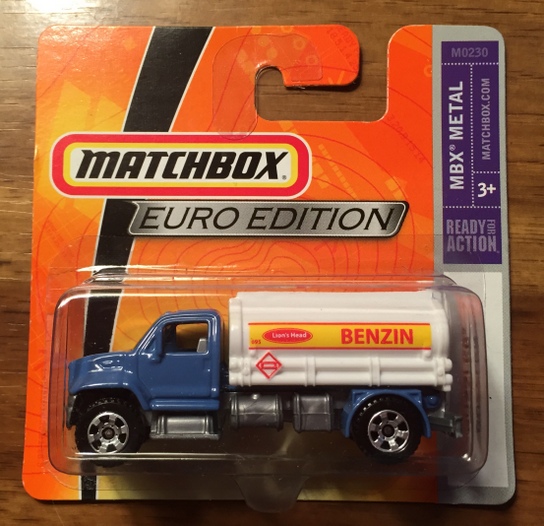 M0230
MBX® METAL
MATCHBOX.COM
3+
READY FOR ACTION
MATCHBOX®
EURO EDITION
Lion's Head
BENZIN